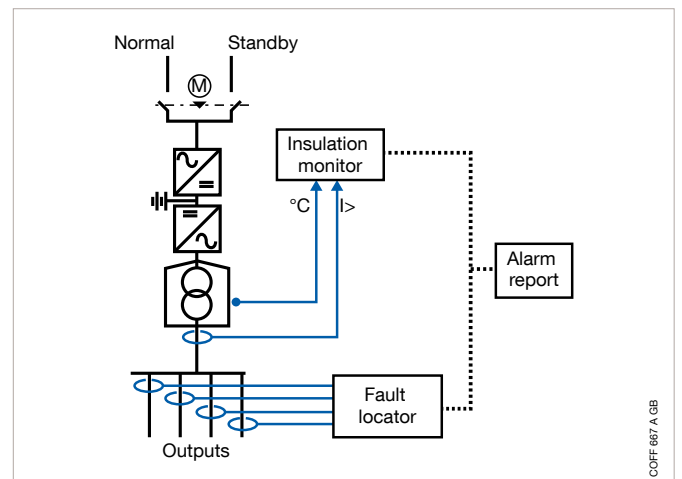 Normal
Standby
M
Insulation
monitor
°C
I>
Alarm
report
Fault
locator
Outputs
COFF 667 A GB